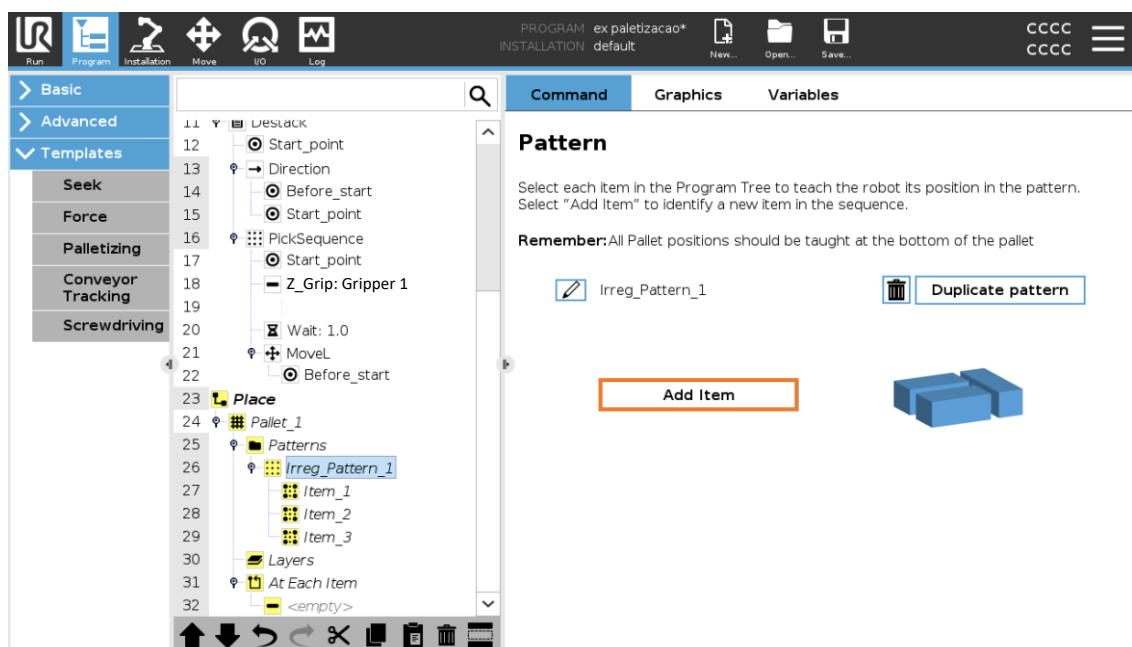 PROGRAM ex paletizacao*
INSTALLATION default
CCCC
CCCC
UR
Run
Program
Installation
Move
I/O
Log
New...
Open...
Save...
Basic
Advanced
Templates
Seek
Force
Palletizing
Conveyor
Tracking
Screwdriving
11 Destack
12 Start_point
13 Direction
14 Before_start
15 Start_point
16 PickSequence
17 Start_point
18 Z_Grip: Gripper 1
19
20 Wait: 1.0
21 MoveL
22 Before_start
23 Place
24 Pallet_1
25 Patterns
26 Irreg_Pattern_1
27 Item_1
28 Item_2
29 Item_3
30 Layers
31 At Each Item
32 <empty>
Command
Graphics
Variables
Pattern
Select each item in the Program Tree to teach the robot its position in the pattern.
Select "Add Item" to identify a new item in the sequence.
Remember:All Pallet positions should be taught at the bottom of the pallet
Irreg_Pattern_1
Duplicate pattern
Add Item